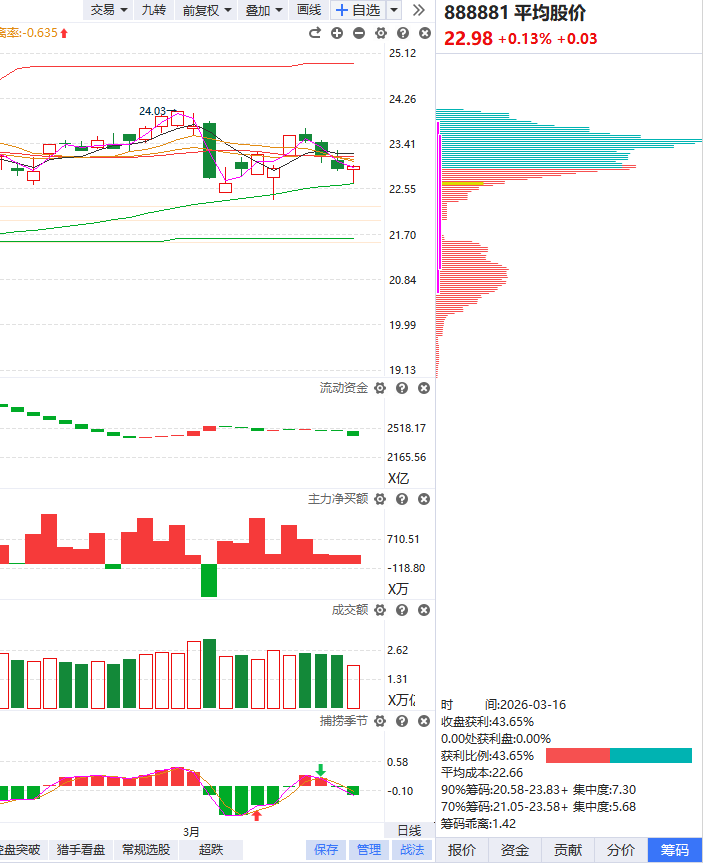 交易 九转 前复权 叠加 画线 + 自选
888881 平均股价
22.98 +0.13% +0.03
离率:-0.635
25.12
24.26
24.03
23.41
22.55
21.70
20.84
19.99
19.13
流动资金
2518.17
2165.56
X亿
主力净买额
710.51
-118.80
X万
成交额
2.62
1.31
X万亿
捕捞季节
0.58
-0.10
3月
日线
时 间:2026-03-16
收盘获利:43.65%
0.00处获利盘:0.00%
获利比例:43.65%
平均成本:22.66
90%筹码:20.58-23.83+ 集中度:7.30
70%筹码:21.05-23.58+ 集中度:5.68
筹码乖离:1.42
控盘突破 猎手看盘 常规选股 超跌 保存 管理 战法
报价 资金 贡献 分价 筹码